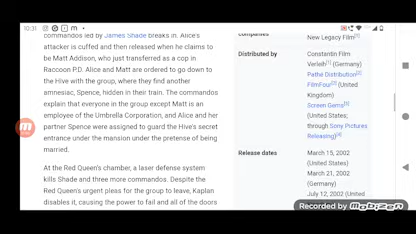 10:31
commandos led by James Shade breaks in. Alice's
attacker is cuffed and then released when he claims to
be Matt Addison, who just transferred as a cop in
Raccoon P.D. Alice and Matt are ordered to go down to
the Hive with the group, where they find another
amnesiac, Spence, hidden in their train. The commandos
explain that everyone in the group except Matt is an
employee of the Umbrella Corporation, and Alice and her
partner Spence were assigned to guard the Hive's secret
entrance under the mansion under the pretense of being
married.
At the Red Queen's chamber, a laser defense system
kills Shade and three more commandos. Despite the
Red Queen's urgent pleas for the group to leave, Kaplan
disables it, causing the power to fail and all of the doors
companies
New Legacy Film
Distributed by
Constantin Film
Verleih[1] (Germany)
Pathé Distribution[2]
FilmFour[2] (United
Kingdom)
Screen Gems[3]
(United States;
through Sony Pictures
Releasing)[4]
Release dates
March 15, 2002
(United States)
March 21, 2002
(Germany)
July 12, 2002 (United
Recorded by Mobizen